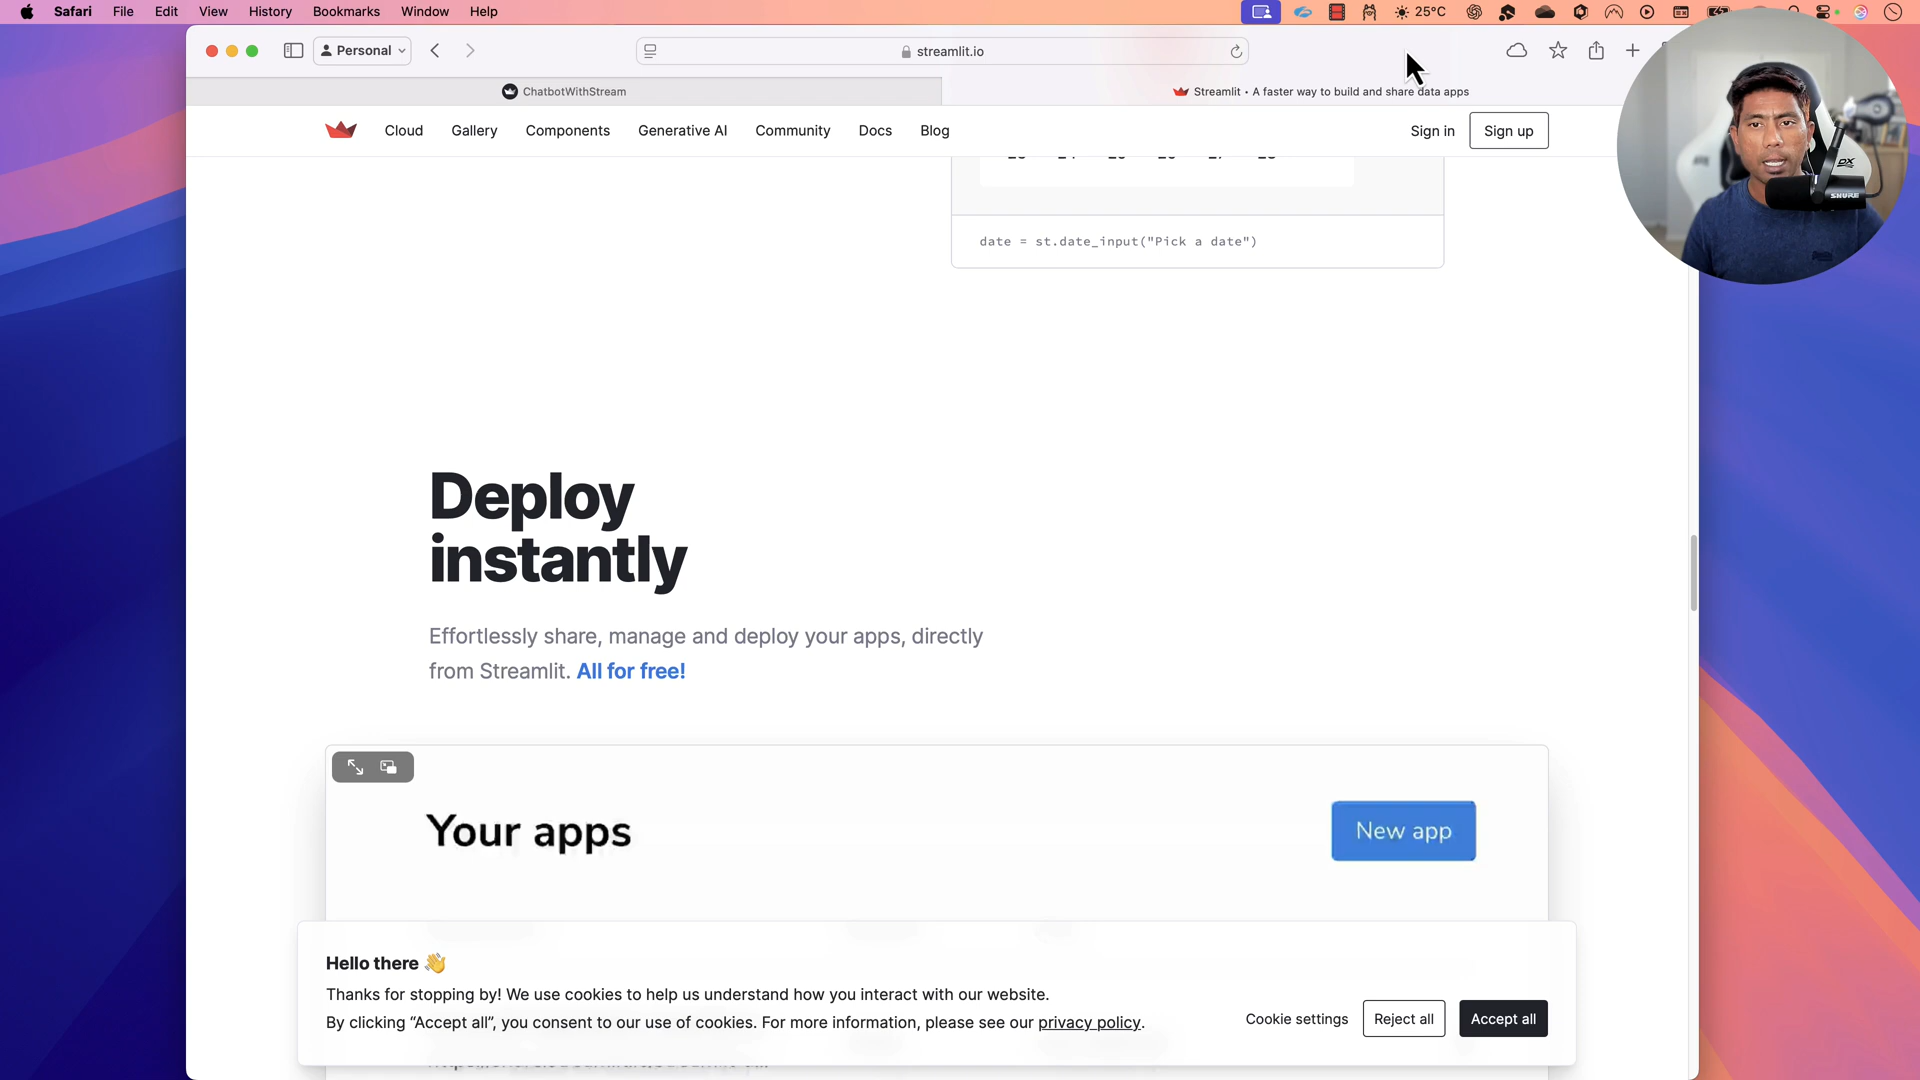 Safari File Edit View History Bookmarks Window Help 25°C
Personal streamlit.io
ChatbotWithStream Streamlit • A faster way to build and share data apps
Cloud Gallery Components Generative AI Community Docs Blog Sign in Sign up
date = st.date_input("Pick a date")
Deploy
instantly
Effortlessly share, manage and deploy your apps, directly
from Streamlit. All for free!
Your apps New app
Hello there 👋
Thanks for stopping by! We use cookies to help us understand how you interact with our website.
By clicking “Accept all”, you consent to our use of cookies. For more information, please see our privacy policy.
Cookie settings Reject all Accept all
DX
SHURE